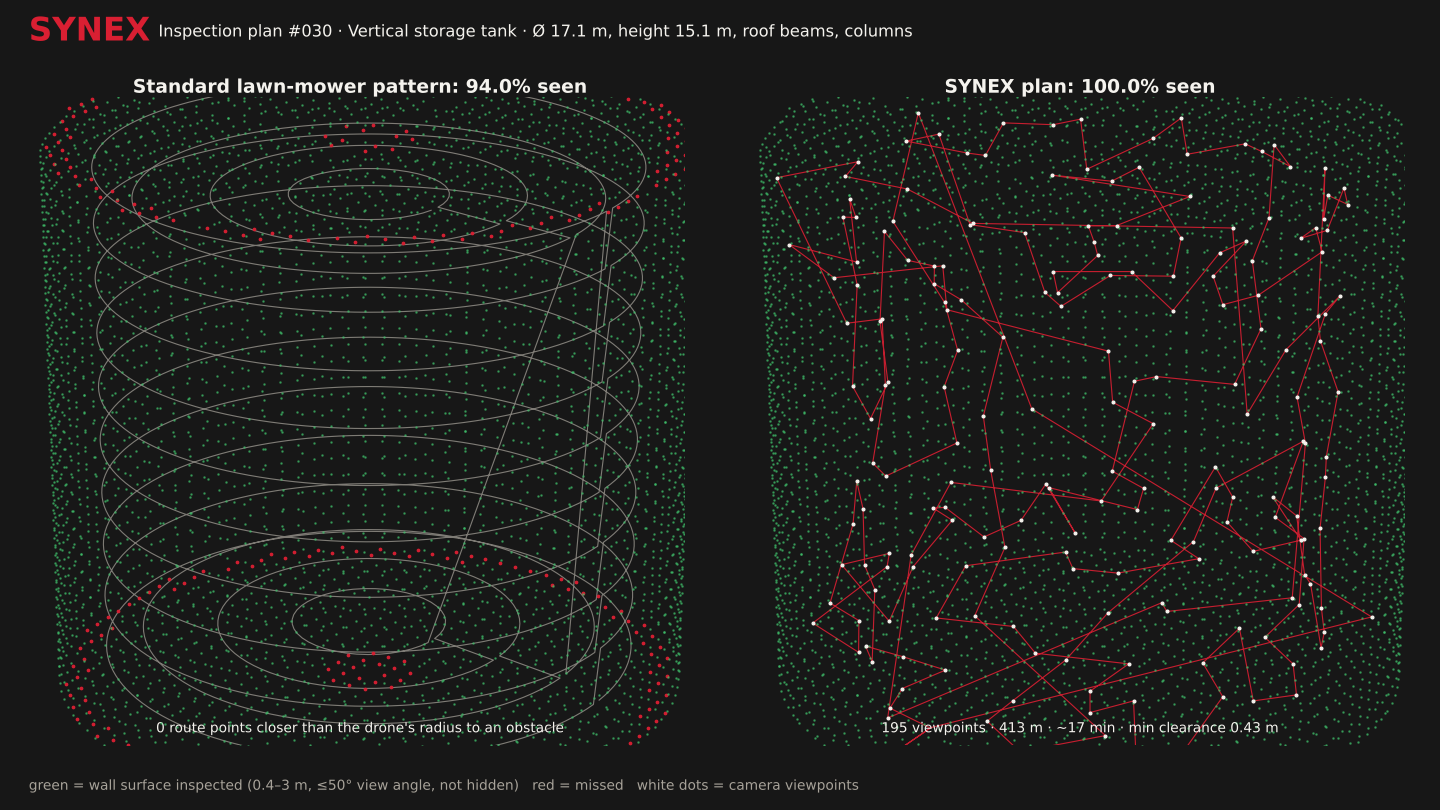 SYNEX Inspection plan #030 · Vertical storage tank · Ø 17.1 m, height 15.1 m, roof beams, columns
Standard lawn-mower pattern: 94.0% seen
SYNEX plan: 100.0% seen
0 route points closer than the drone's radius to an obstacle
195 viewpoints · 413 m · ~17 min · min clearance 0.43 m
green = wall surface inspected (0.4–3 m, ≤50° view angle, not hidden)   red = missed   white dots = camera viewpoints